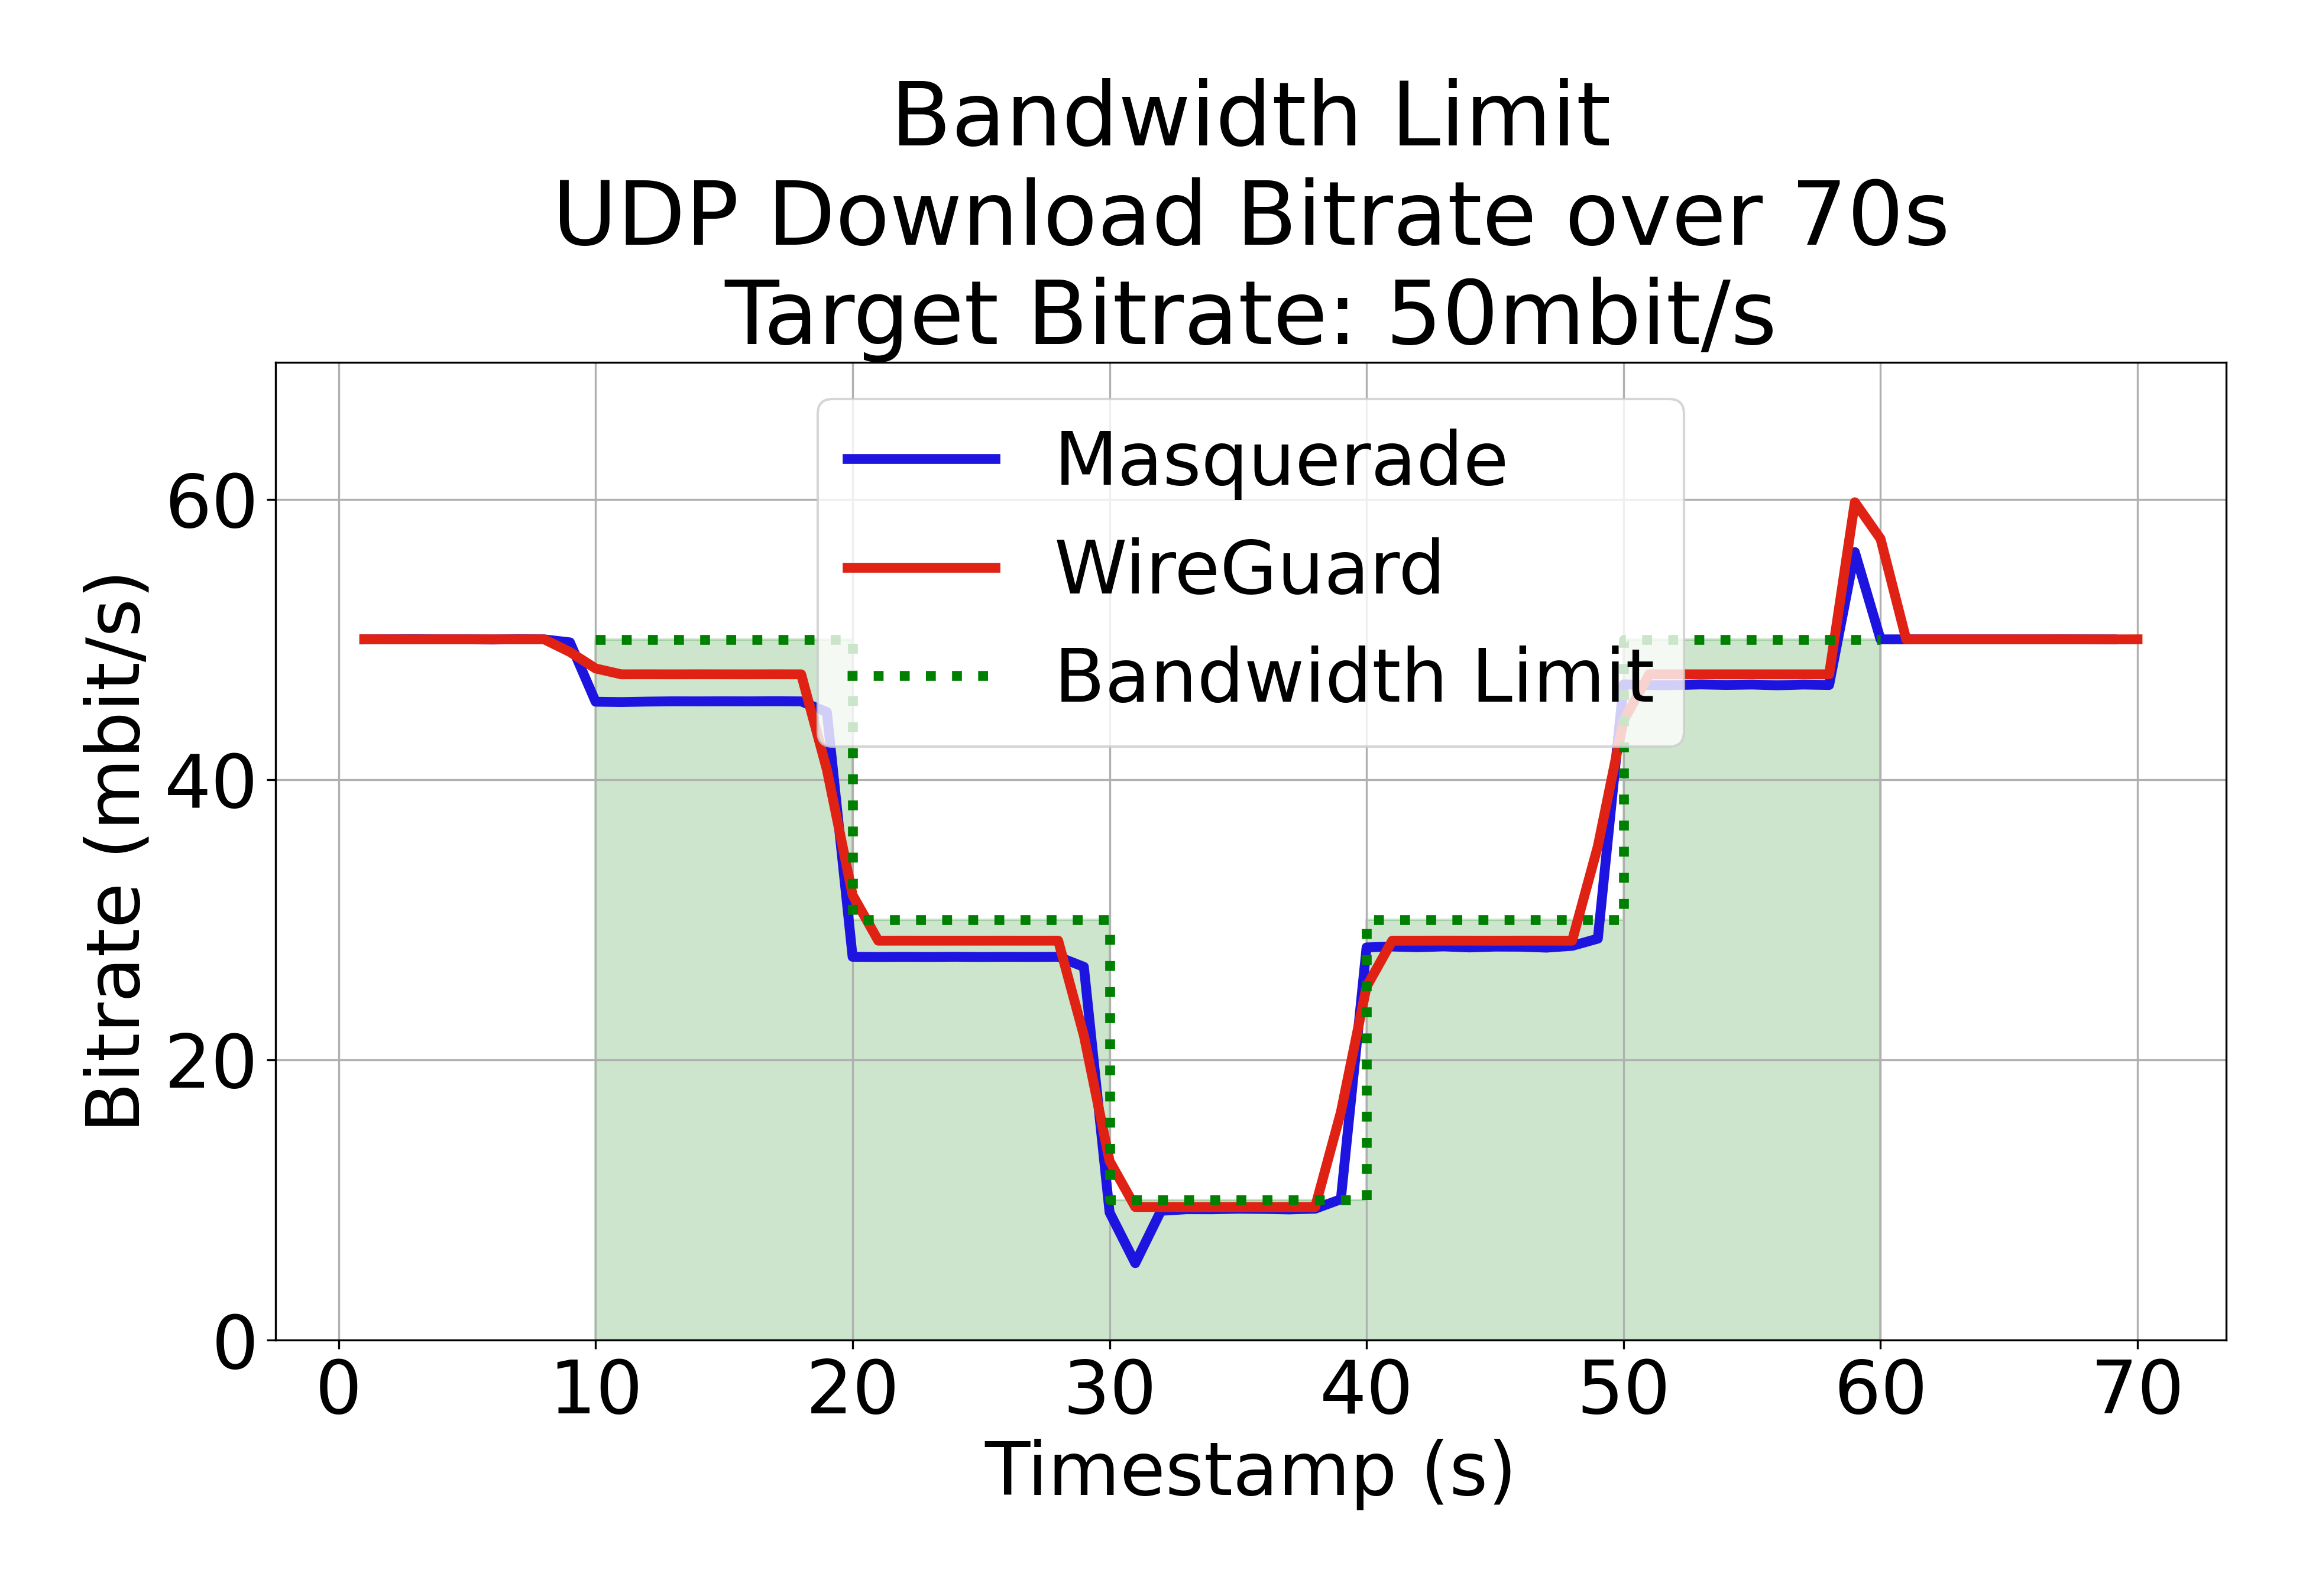 Bandwidth Limit
UDP Download Bitrate over 70s
Target Bitrate: 50mbit/s
Masquerade
WireGuard
Bandwidth Limit
Bitrate (mbit/s)
60
40
20
0
0 10 20 30 40 50 60 70
Timestamp (s)